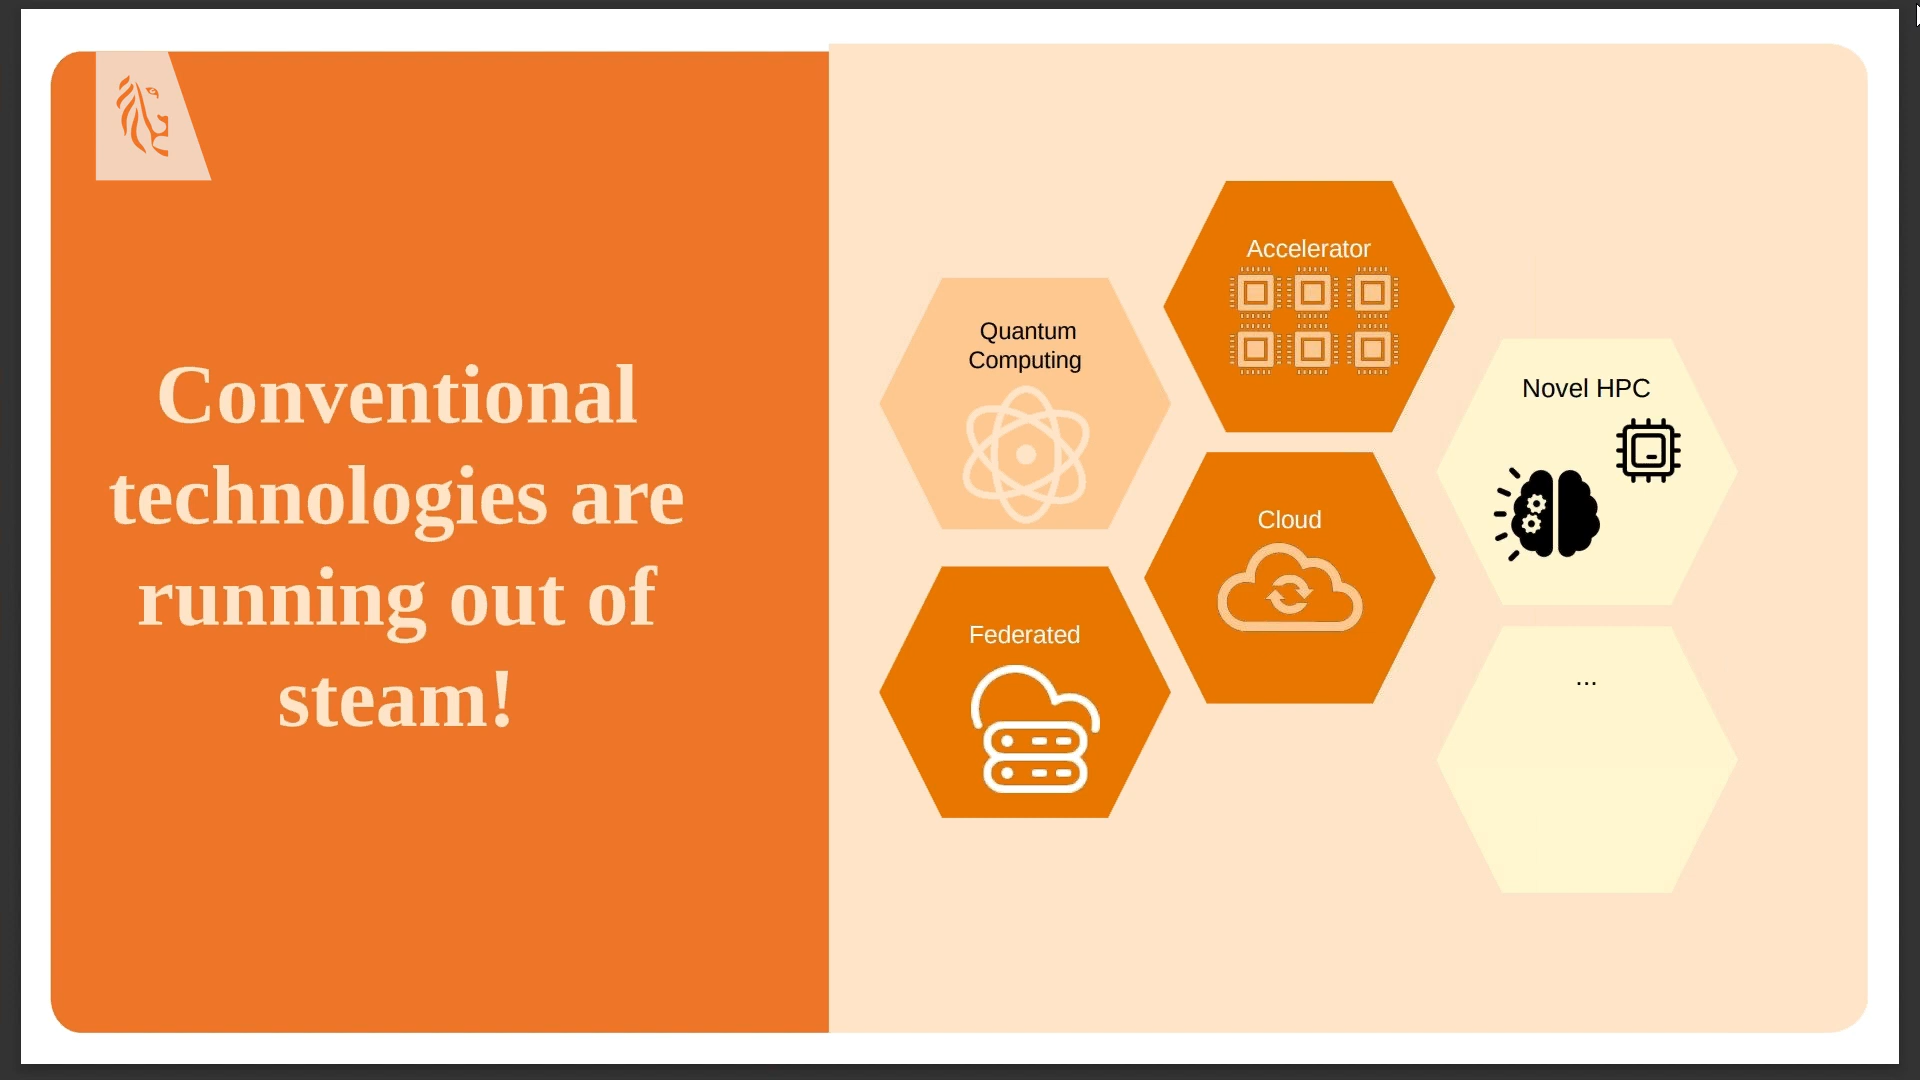 Conventional
technologies are
running out of
steam!
Accelerator
Quantum
Computing
Novel HPC
Cloud
Federated
...